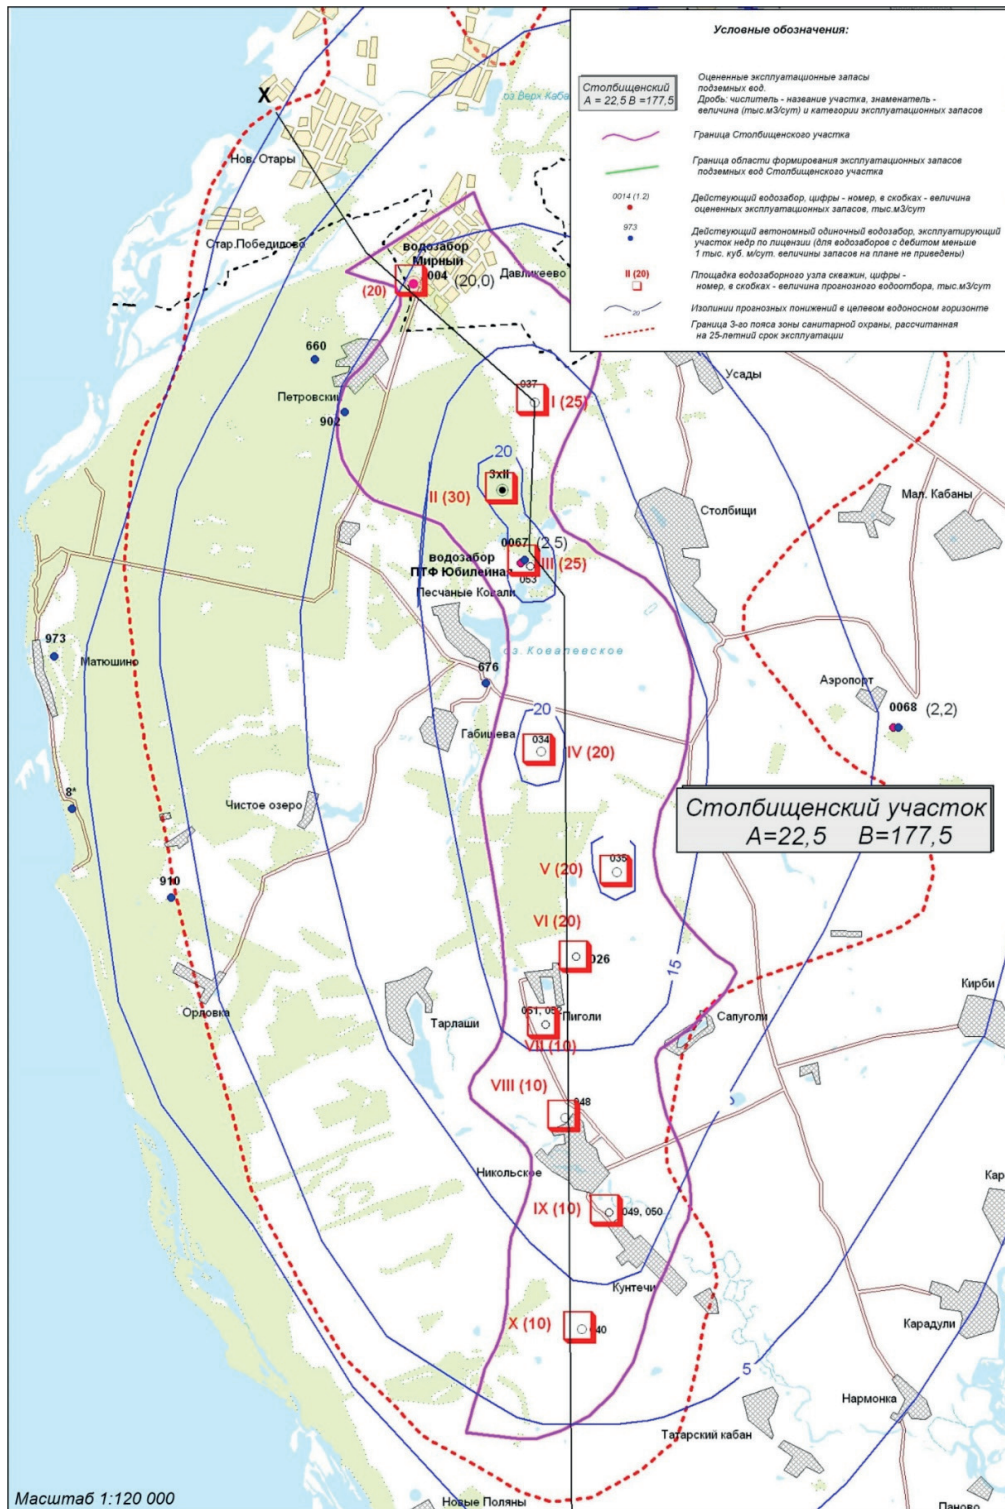 Условные обозначения:
Столбищенский
А = 22,5 В =177,5
Оцененные эксплуатационные запасы
подземных вод.
Дробь: числитель - название участка, знаменатель -
величина (тыс.м3/сут) и категории эксплуатационных запасов
Граница Столбищенского участка
Граница области формирования эксплуатационных запасов
подземных вод Столбищенского участка
0014 (1.2)
Действующий водозабор, цифры - номер, в скобках - величина
оцененных эксплуатационных запасов, тыс.м3/сут
973
Действующий автономный одиночный водозабор, эксплуатирующий
участок недр по лицензии (для водозаборов с дебитом меньше
1 тыс. куб. м/сут. величины запасов на плане не приведены)
II (20)
Площадка водозаборного узла скважин, цифры -
номер, в скобках - величина прогнозного водоотбора, тыс.м3/сут
20
Изолинии прогнозных понижений в целевом водоносном горизонте
Граница 3-го пояса зоны санитарной охраны, рассчитанная
на 25-летний срок эксплуатации
X
оз Верх Каба
Нов. Отары
Стар.Победилово
водозабор
Мирный
004 (20,0)
(20)
Давликеево
660
Петровский
902
037
I (25)
Усады
20
3xII
II (30)
Столбищи
Мал. Кабаны
0067 (2,5)
водозабор
ПТФ Юбилейная
III (25)
053
Песчаные Ковали
оз. Ковалевское
973
Матюшино
676
Аэропорт
0068 (2,2)
20
Габишева
034
IV (20)
8*
Чистое озеро
Столбищенский участок
А=22,5 В=177,5
V (20)
035
910
VI (20)
026
15
Орловка
Тарлаши
051, 052
Пиголи
VII (10)
Сапуголи
Кирби
VIII (10)
048
Никольское
IX (10)
049, 050
Кар
Кунтечи
X (10)
040
Карадули
5
Нармонка
Татарский кабан
Масштаб 1:120 000
Новые Поляны
Паново